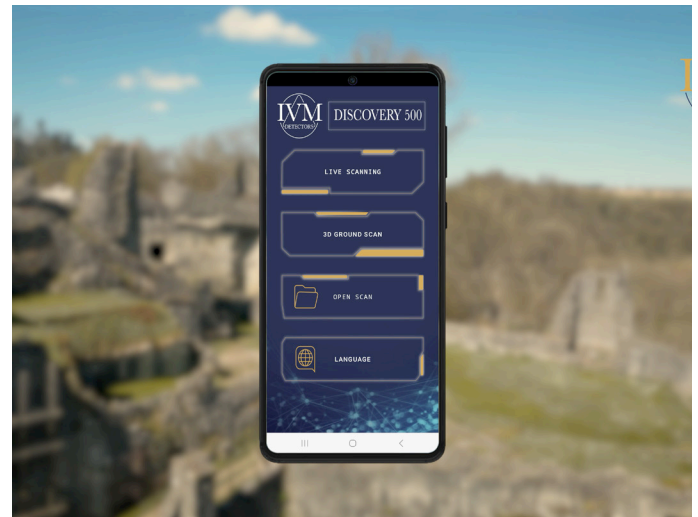 IVM
DETECTORS
DISCOVERY 500
LIVE SCANNING
3D GROUND SCAN
OPEN SCAN
LANGUAGE